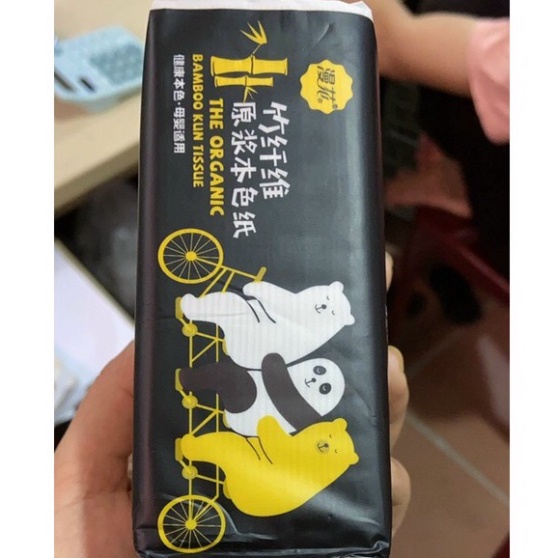 漫花®
竹纤维
原浆本色纸
THE ORGANIC
BAMBOO KUN TISSUE
健康本色·母婴适用